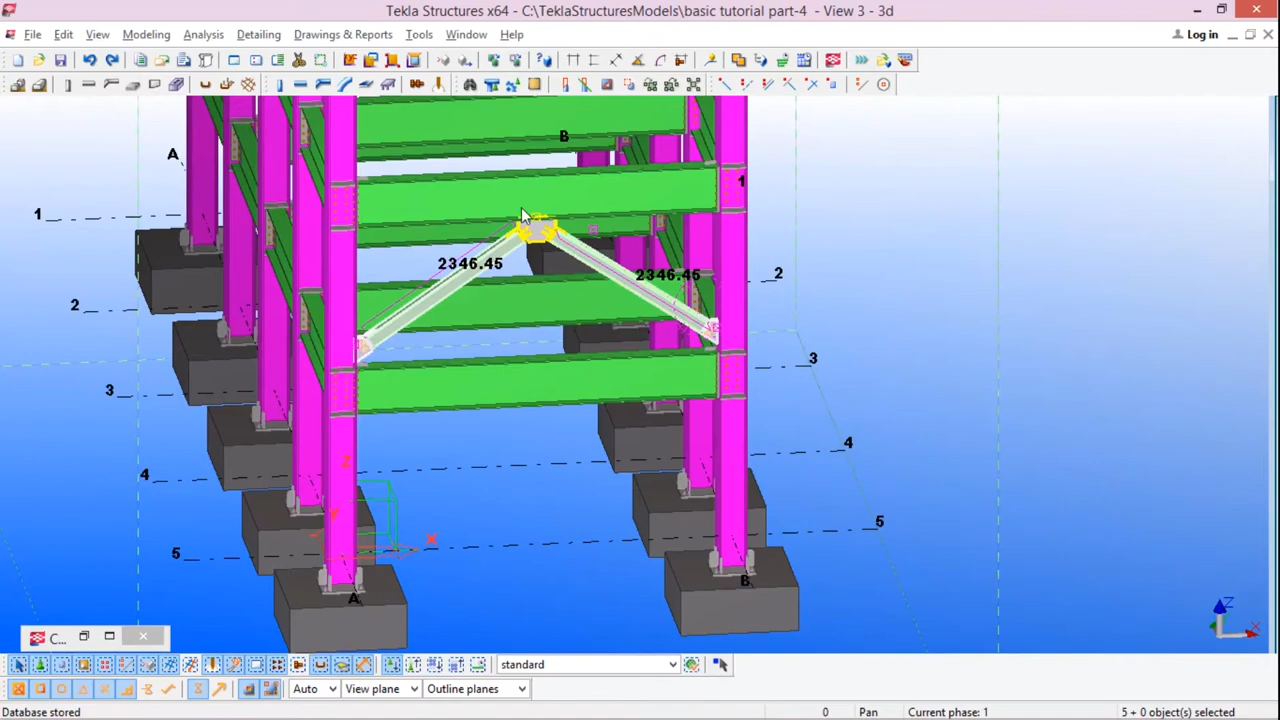 Tekla Structures x64 - C:\TeklaStructuresModels\basic tutorial part-4 - View 3 - 3d
File Edit View Modeling Analysis Detailing Drawings & Reports Tools Window Help Log in
B
A
1
1
2346.45 2346.45
2
2
3
3
4
4
Z
Y
X
5
5
B
A
Z
X
C...
standard
Auto View plane Outline planes
Database stored 0 Pan Current phase: 1 5 + 0 object(s) selected